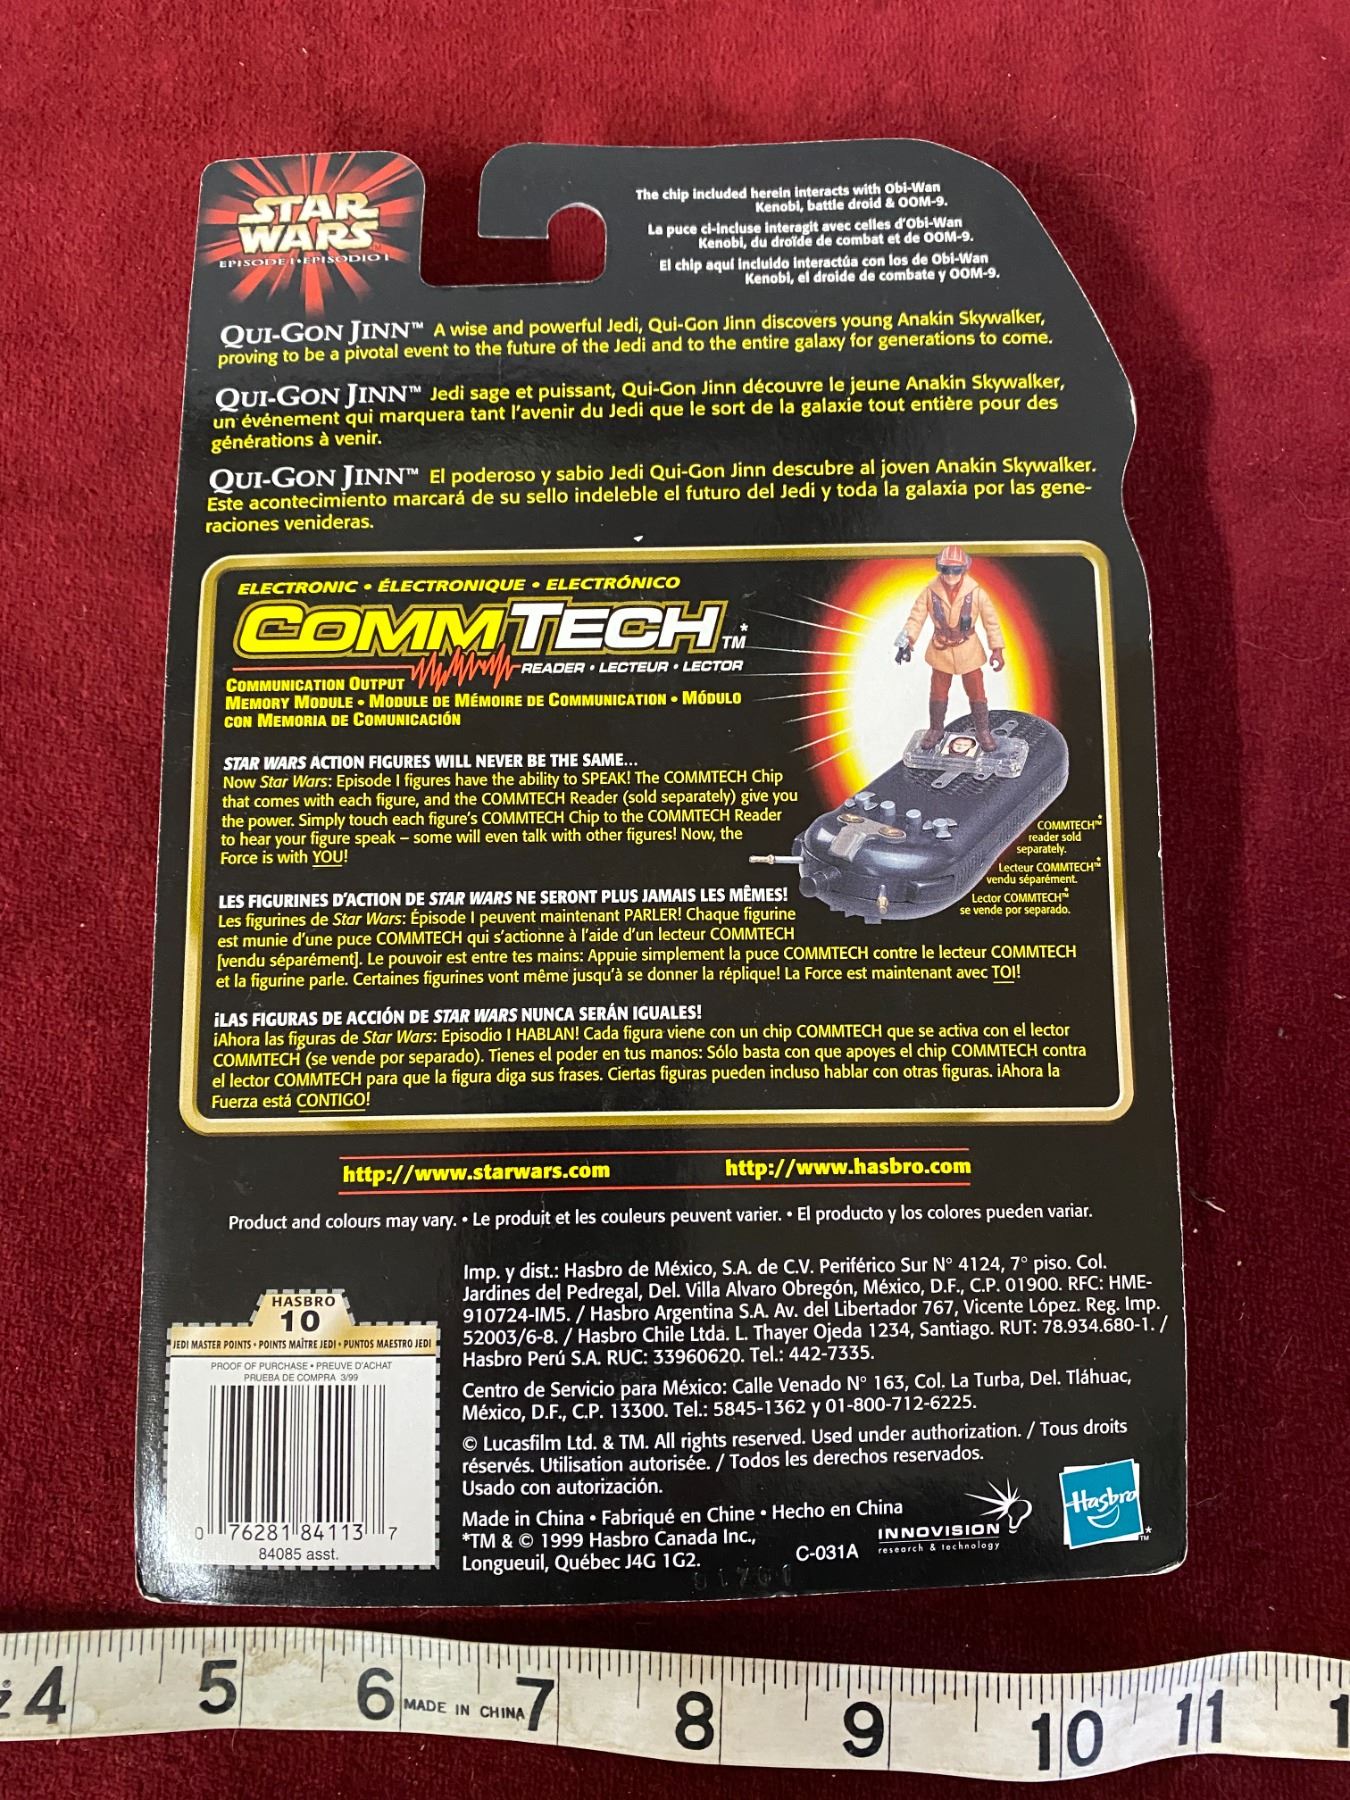 STAR
WARS
EPISODE I • EPISODIO I
The chip included herein interacts with Obi-Wan
Kenobi, battle droid & OOM-9.
La puce ci-incluse interagit avec celles d'Obi-Wan
Kenobi, du droïde de combat et de OOM-9.
El chip aquí incluido interactúa con los de Obi-Wan
Kenobi, el droide de combate y OOM-9.
QUI-GON JINN™ A wise and powerful Jedi, Qui-Gon Jinn discovers young Anakin Skywalker,
proving to be a pivotal event to the future of the Jedi and to the entire galaxy for generations to come.
QUI-GON JINN™ Jedi sage et puissant, Qui-Gon Jinn découvre le jeune Anakin Skywalker,
un événement qui marquera tant l'avenir du Jedi que le sort de la galaxie tout entière pour des
générations à venir.
QUI-GON JINN™ El poderoso y sabio Jedi Qui-Gon Jinn descubre al joven Anakin Skywalker.
Este acontecimiento marcará de su sello indeleble el futuro del Jedi y toda la galaxia por las gene-
raciones venideras.
ELECTRONIC • ÉLECTRONIQUE • ELECTRÓNICO
COMMTECH™*
READER • LECTEUR • LECTOR
COMMUNICATION OUTPUT
MEMORY MODULE • MODULE DE MÉMOIRE DE COMMUNICATION • MÓDULO
CON MEMORIA DE COMUNICACIÓN
STAR WARS ACTION FIGURES WILL NEVER BE THE SAME...
Now Star Wars: Episode I figures have the ability to SPEAK! The COMMTECH Chip
that comes with each figure, and the COMMTECH Reader (sold separately) give you
the power. Simply touch each figure's COMMTECH Chip to the COMMTECH Reader
to hear your figure speak – some will even talk with other figures! Now, the
Force is with YOU!
COMMTECH™*
reader sold
separately.
Lecteur COMMTECH™*
vendu séparément.
Lector COMMTECH™*
se vende por separado.
LES FIGURINES D'ACTION DE STAR WARS NE SERONT PLUS JAMAIS LES MÊMES!
Les figurines de Star Wars: Épisode I peuvent maintenant PARLER! Chaque figurine
est munie d'une puce COMMTECH qui s'actionne à l'aide d'un lecteur COMMTECH
[vendu séparément]. Le pouvoir est entre tes mains: Appuie simplement la puce COMMTECH contre le lecteur COMMTECH
et la figurine parle. Certaines figurines vont même jusqu'à se donner la réplique! La Force est maintenant avec TOI!
¡LAS FIGURAS DE ACCIÓN DE STAR WARS NUNCA SERÁN IGUALES!
¡Ahora las figuras de Star Wars: Episodio I HABLAN! Cada figura viene con un chip COMMTECH que se activa con el lector
COMMTECH (se vende por separado). Tienes el poder en tus manos: Sólo basta con que apoyes el chip COMMTECH contra
el lector COMMTECH para que la figura diga sus frases. Ciertas figuras pueden incluso hablar con otras figuras. ¡Ahora la
Fuerza está CONTIGO!
http://www.starwars.com http://www.hasbro.com
Product and colours may vary. • Le produit et les couleurs peuvent varier. • El producto y los colores pueden variar.
HASBRO
10
JEDI MASTER POINTS • POINTS MAÎTRE JEDI • PUNTOS MAESTRO JEDI
PROOF OF PURCHASE • PREUVE D'ACHAT
PRUEBA DE COMPRA 3/99
0 76281 84113 7
84085 asst.
Imp. y dist.: Hasbro de México, S.A. de C.V. Periférico Sur N° 4124, 7° piso. Col.
Jardines del Pedregal, Del. Villa Alvaro Obregón, México, D.F., C.P. 01900. RFC: HME-
910724-IM5. / Hasbro Argentina S.A. Av. del Libertador 767, Vicente López. Reg. Imp.
52003/6-8. / Hasbro Chile Ltda. L. Thayer Ojeda 1234, Santiago. RUT: 78.934.680-1. /
Hasbro Perú S.A. RUC: 33960620. Tel.: 442-7335.
Centro de Servicio para México: Calle Venado N° 163, Col. La Turba, Del. Tláhuac,
México, D.F., C.P. 13300. Tel.: 5845-1362 y 01-800-712-6225.
© Lucasfilm Ltd. & TM. All rights reserved. Used under authorization. / Tous droits
réservés. Utilisation autorisée. / Todos los derechos reservados.
Usado con autorización.
Made in China • Fabriqué en Chine • Hecho en China
*TM & © 1999 Hasbro Canada Inc.,
Longueuil, Québec J4G 1G2.
C-031A
INNOVISION
research & technology
Hasbro
™*
4 5 6 MADE IN CHINA 7 8 9 10 11 1